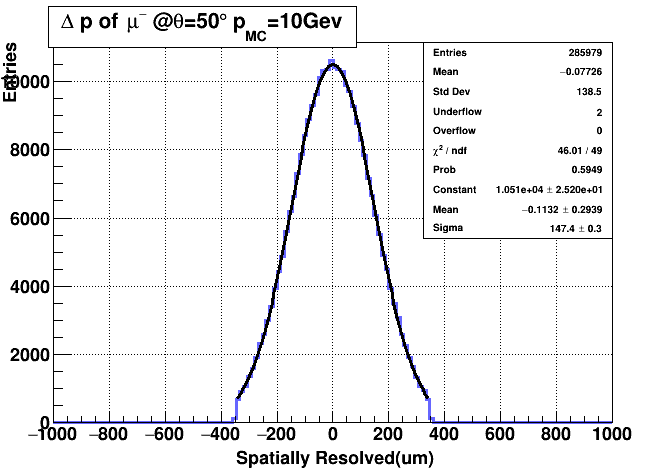 Δ p of μ⁻ @θ=50° p_MC=10Gev
Entries
Entries 285979
Mean −0.07726
Std Dev 138.5
Underflow 2
Overflow 0
χ² / ndf 46.01 / 49
Prob 0.5949
Constant 1.051e+04 ± 2.520e+01
Mean −0.1132 ± 0.2939
Sigma 147.4 ± 0.3
10000
8000
6000
4000
2000
0
−1000 −800 −600 −400 −200 0 200 400 600 800 1000
Spatially Resolved(um)